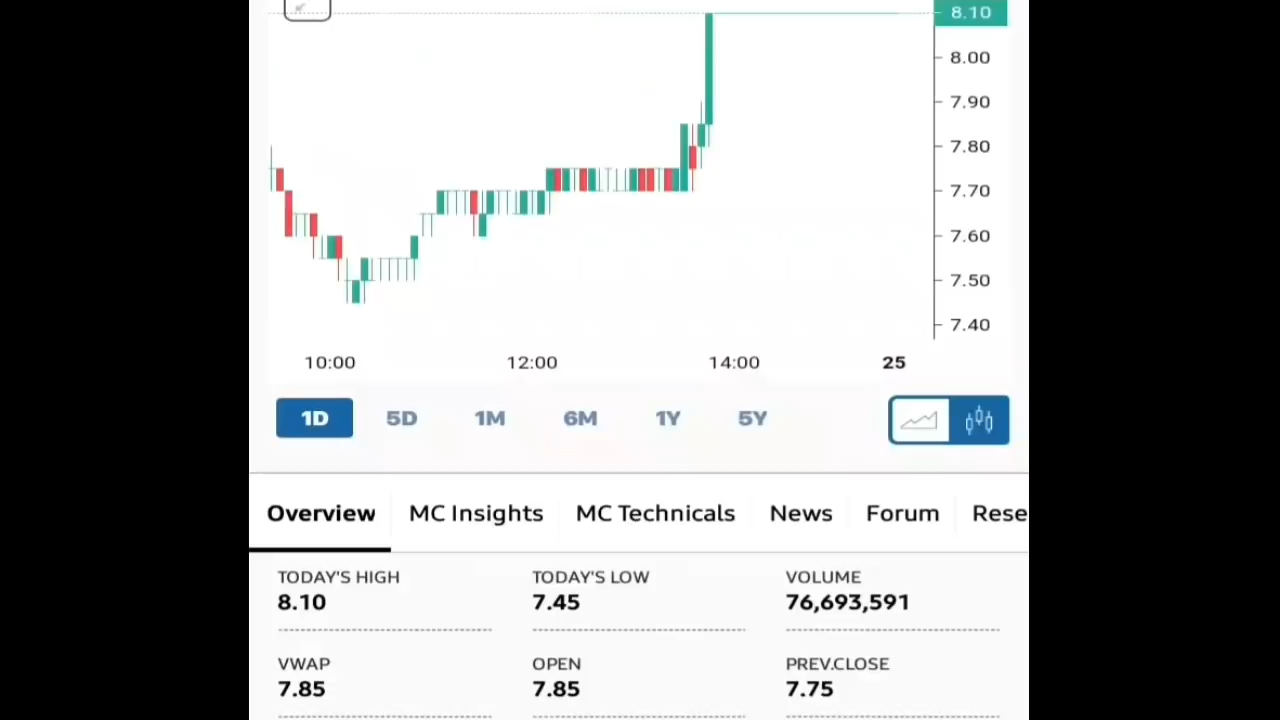 8.10
8.00
7.90
7.80
7.70
7.60
7.50
7.40
10:00 12:00 14:00 25
1D 5D 1M 6M 1Y 5Y
Overview MC Insights MC Technicals News Forum Rese
TODAY'S HIGH TODAY'S LOW VOLUME
8.10 7.45 76,693,591
VWAP OPEN PREV.CLOSE
7.85 7.85 7.75